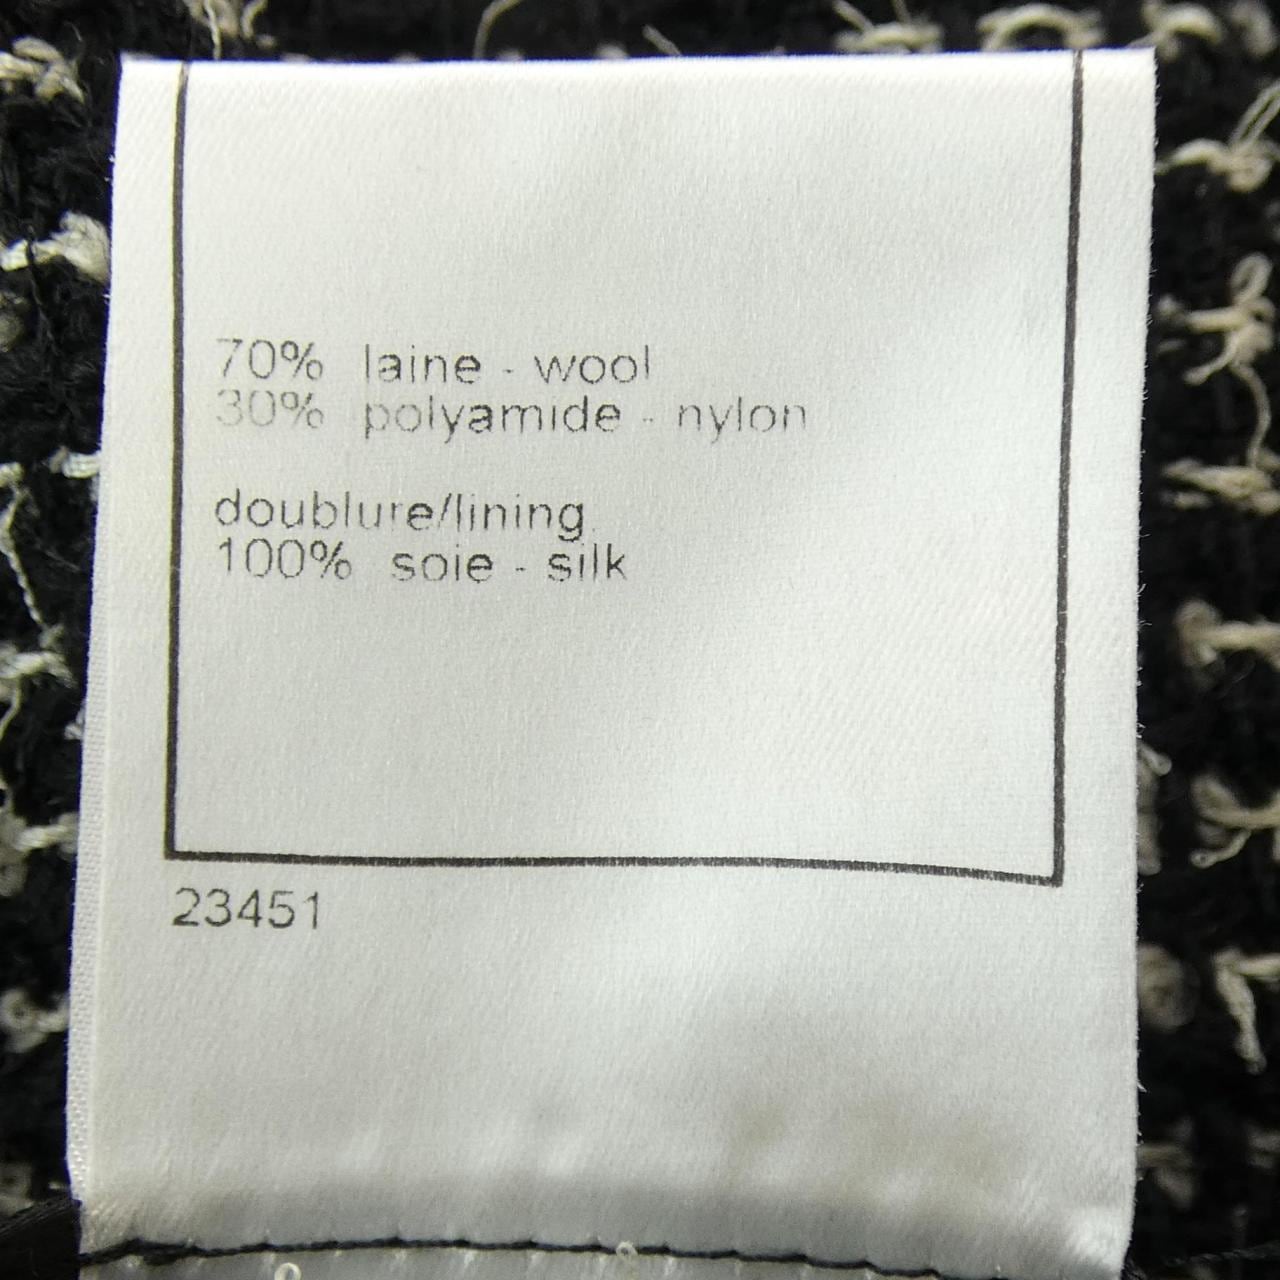 70% laine - wool
30% polyamide - nylon
doublure/lining
100% soie - silk
23451